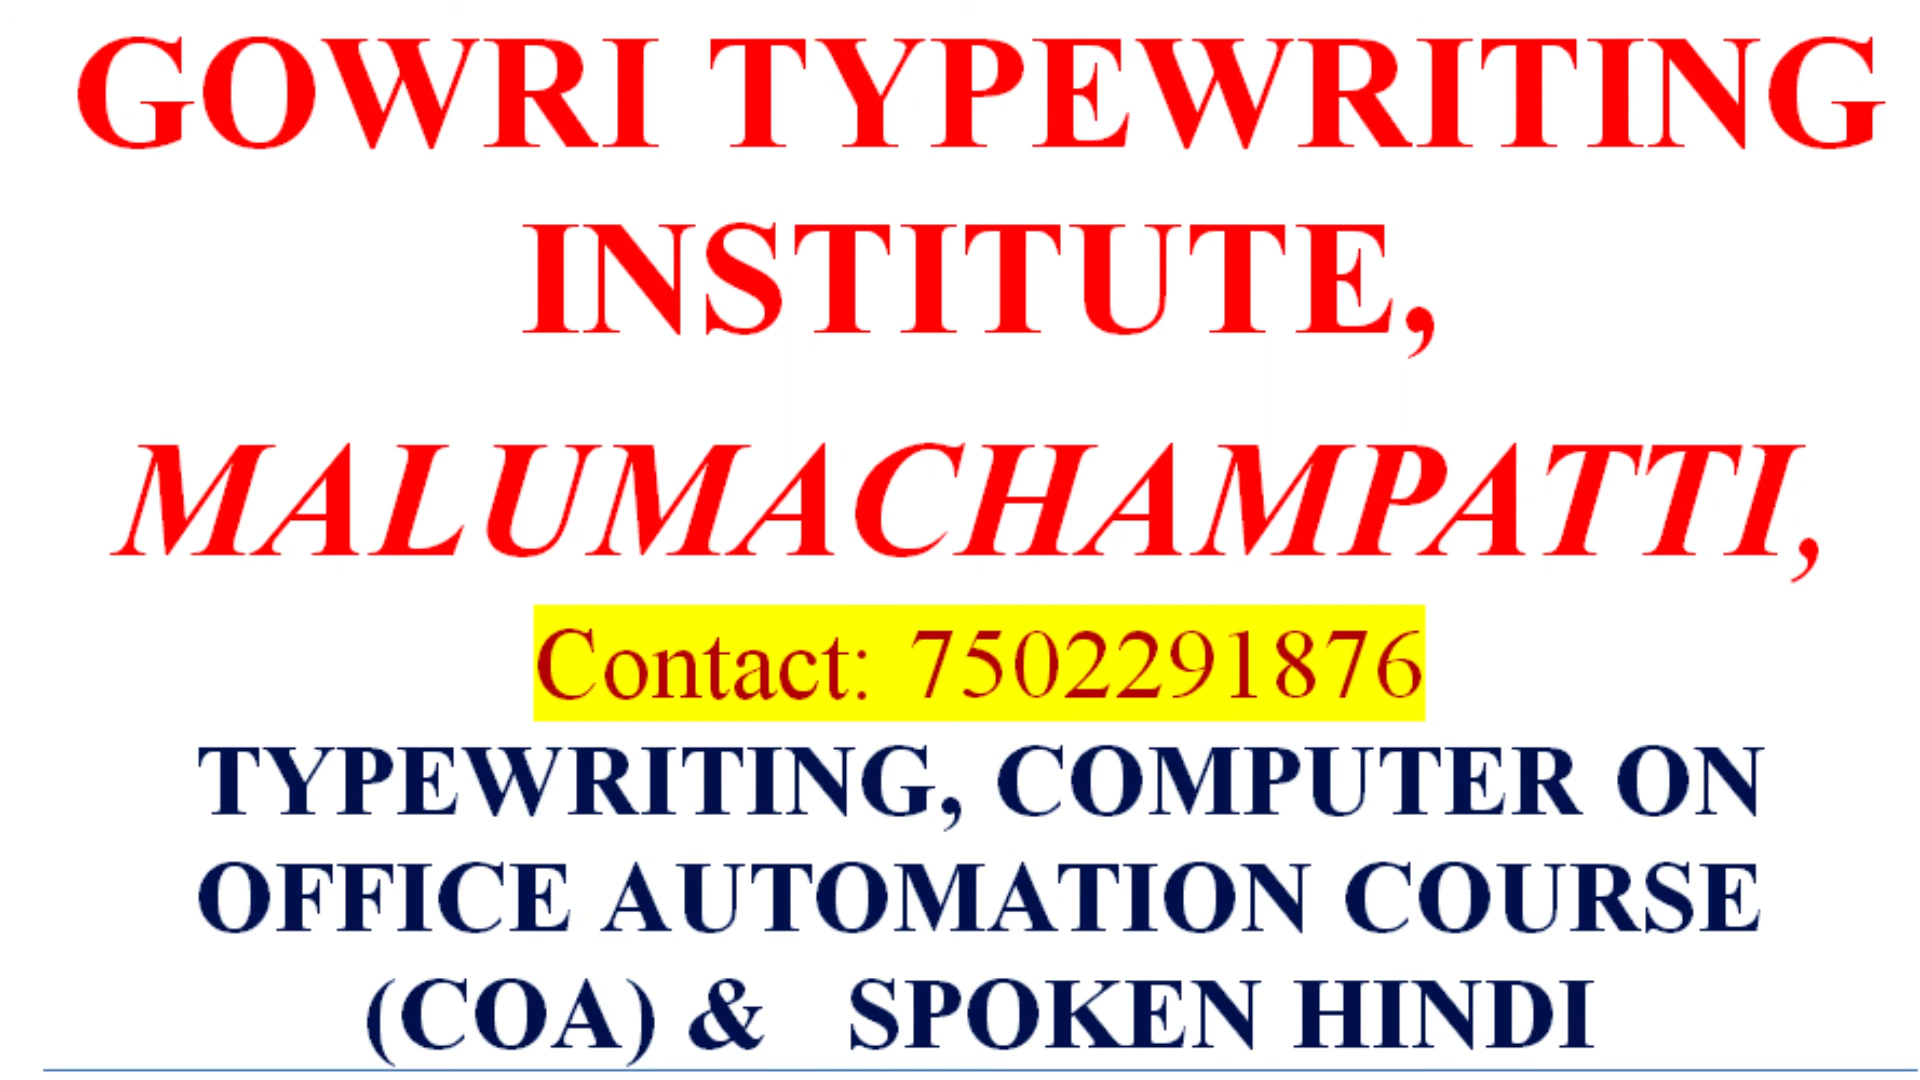 GOWRI TYPEWRITING
INSTITUTE,
MALUMACHAMPATTI,
Contact: 7502291876
TYPEWRITING, COMPUTER ON
OFFICE AUTOMATION COURSE
(COA) & SPOKEN HINDI